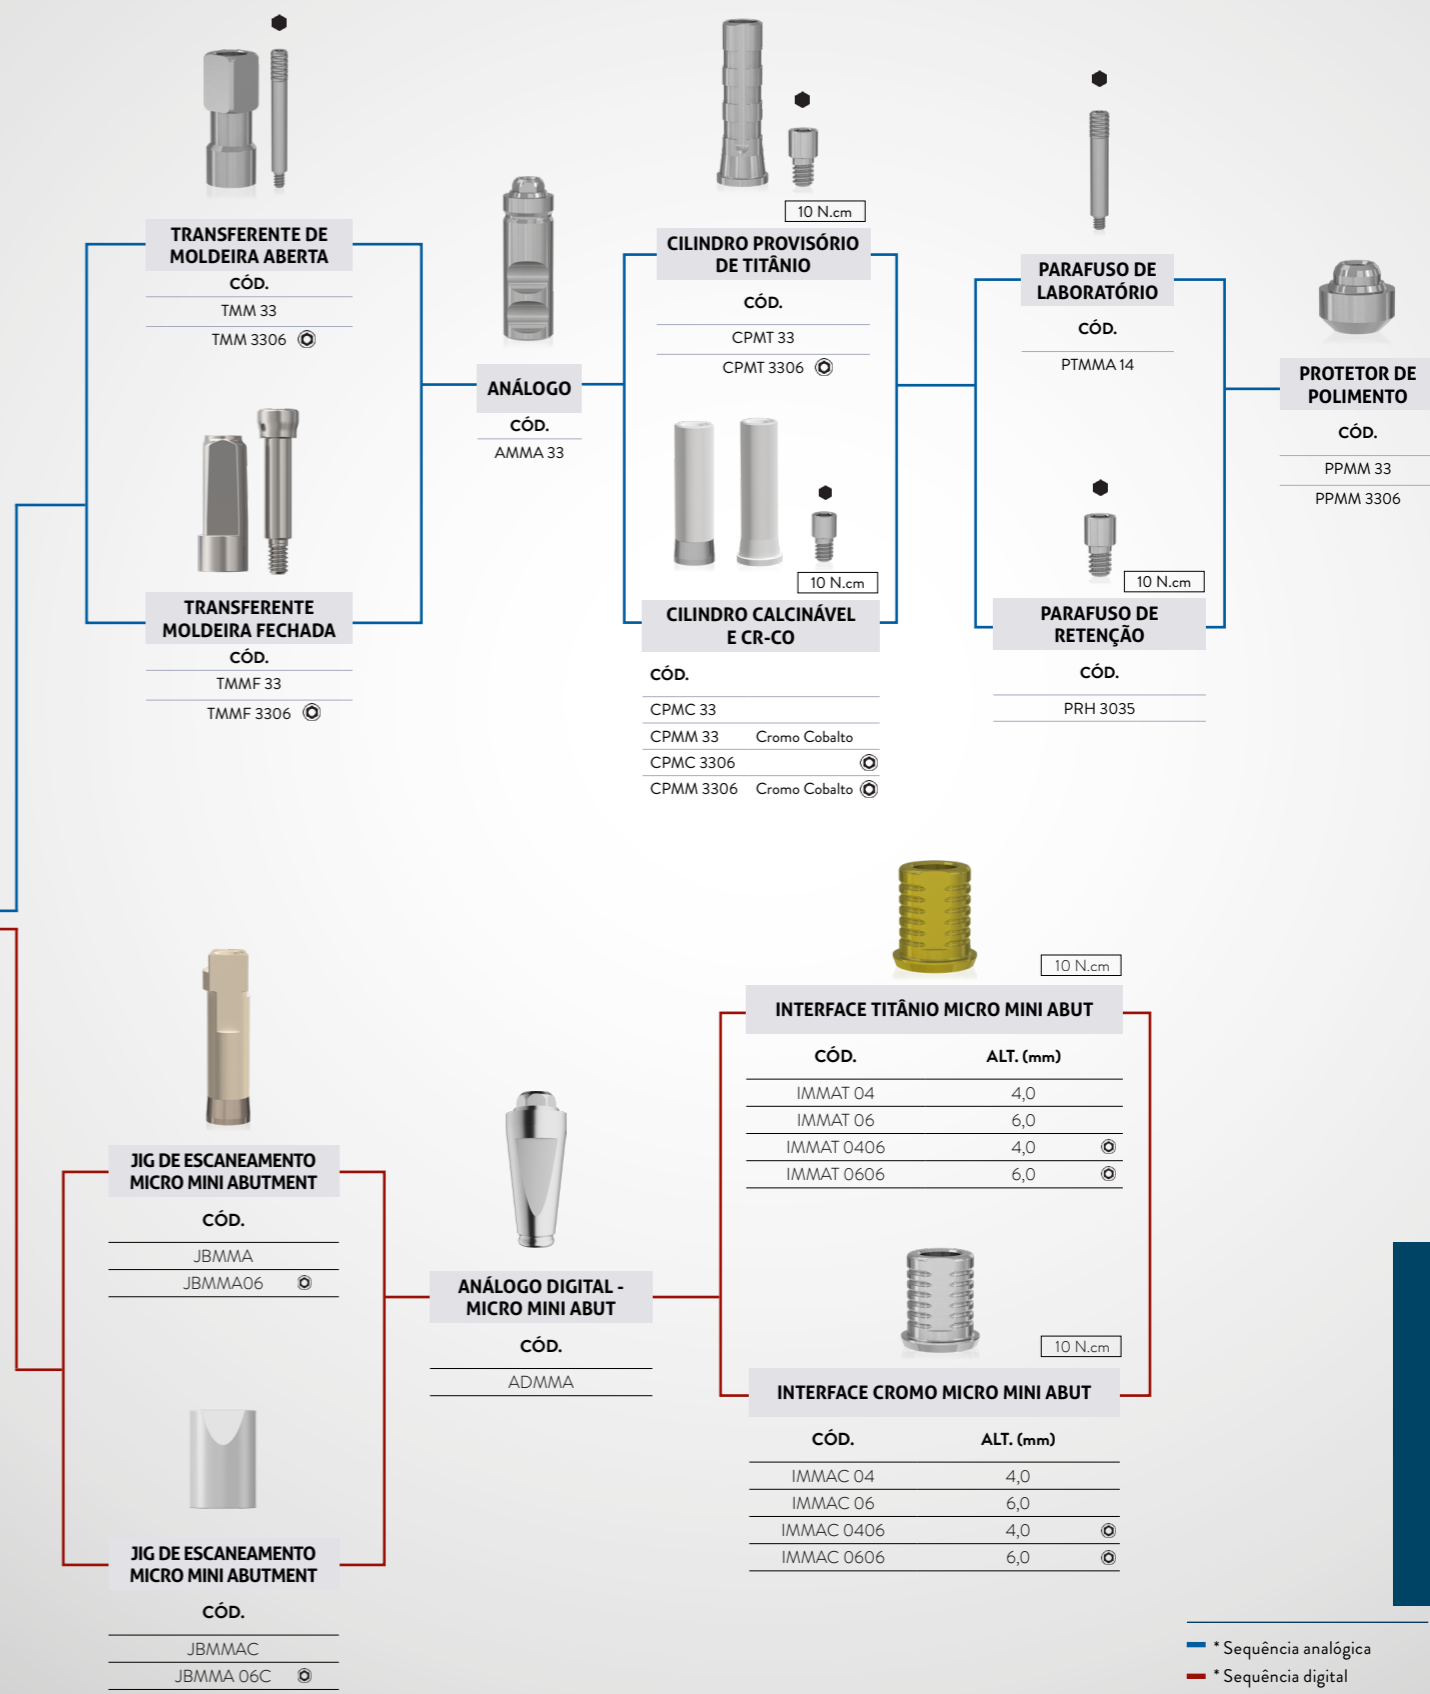 TRANSFERENTE DE
MOLDEIRA ABERTA
CÓD.
TMM 33
TMM 3306
TRANSFERENTE
MOLDEIRA FECHADA
CÓD.
TMMF 33
TMMF 3306
ANÁLOGO
CÓD.
AMMA 33
10 N.cm
CILINDRO PROVISÓRIO
DE TITÂNIO
CÓD.
CPMT 33
CPMT 3306
10 N.cm
CILINDRO CALCINÁVEL
E CR-CO
CÓD.
CPMC 33
CPMM 33 Cromo Cobalto
CPMC 3306
CPMM 3306 Cromo Cobalto
PARAFUSO DE
LABORATÓRIO
CÓD.
PTMMA 14
10 N.cm
PARAFUSO DE
RETENÇÃO
CÓD.
PRH 3035
PROTETOR DE
POLIMENTO
CÓD.
PPMM 33
PPMM 3306
JIG DE ESCANEAMENTO
MICRO MINI ABUTMENT
CÓD.
JBMMA
JBMMA06
JIG DE ESCANEAMENTO
MICRO MINI ABUTMENT
CÓD.
JBMMAC
JBMMA 06C
ANÁLOGO DIGITAL -
MICRO MINI ABUT
CÓD.
ADMMA
10 N.cm
INTERFACE TITÂNIO MICRO MINI ABUT
CÓD. ALT. (mm)
IMMAT 04 4,0
IMMAT 06 6,0
IMMAT 0406 4,0
IMMAT 0606 6,0
10 N.cm
INTERFACE CROMO MICRO MINI ABUT
CÓD. ALT. (mm)
IMMAC 04 4,0
IMMAC 06 6,0
IMMAC 0406 4,0
IMMAC 0606 6,0
* Sequência analógica
* Sequência digital